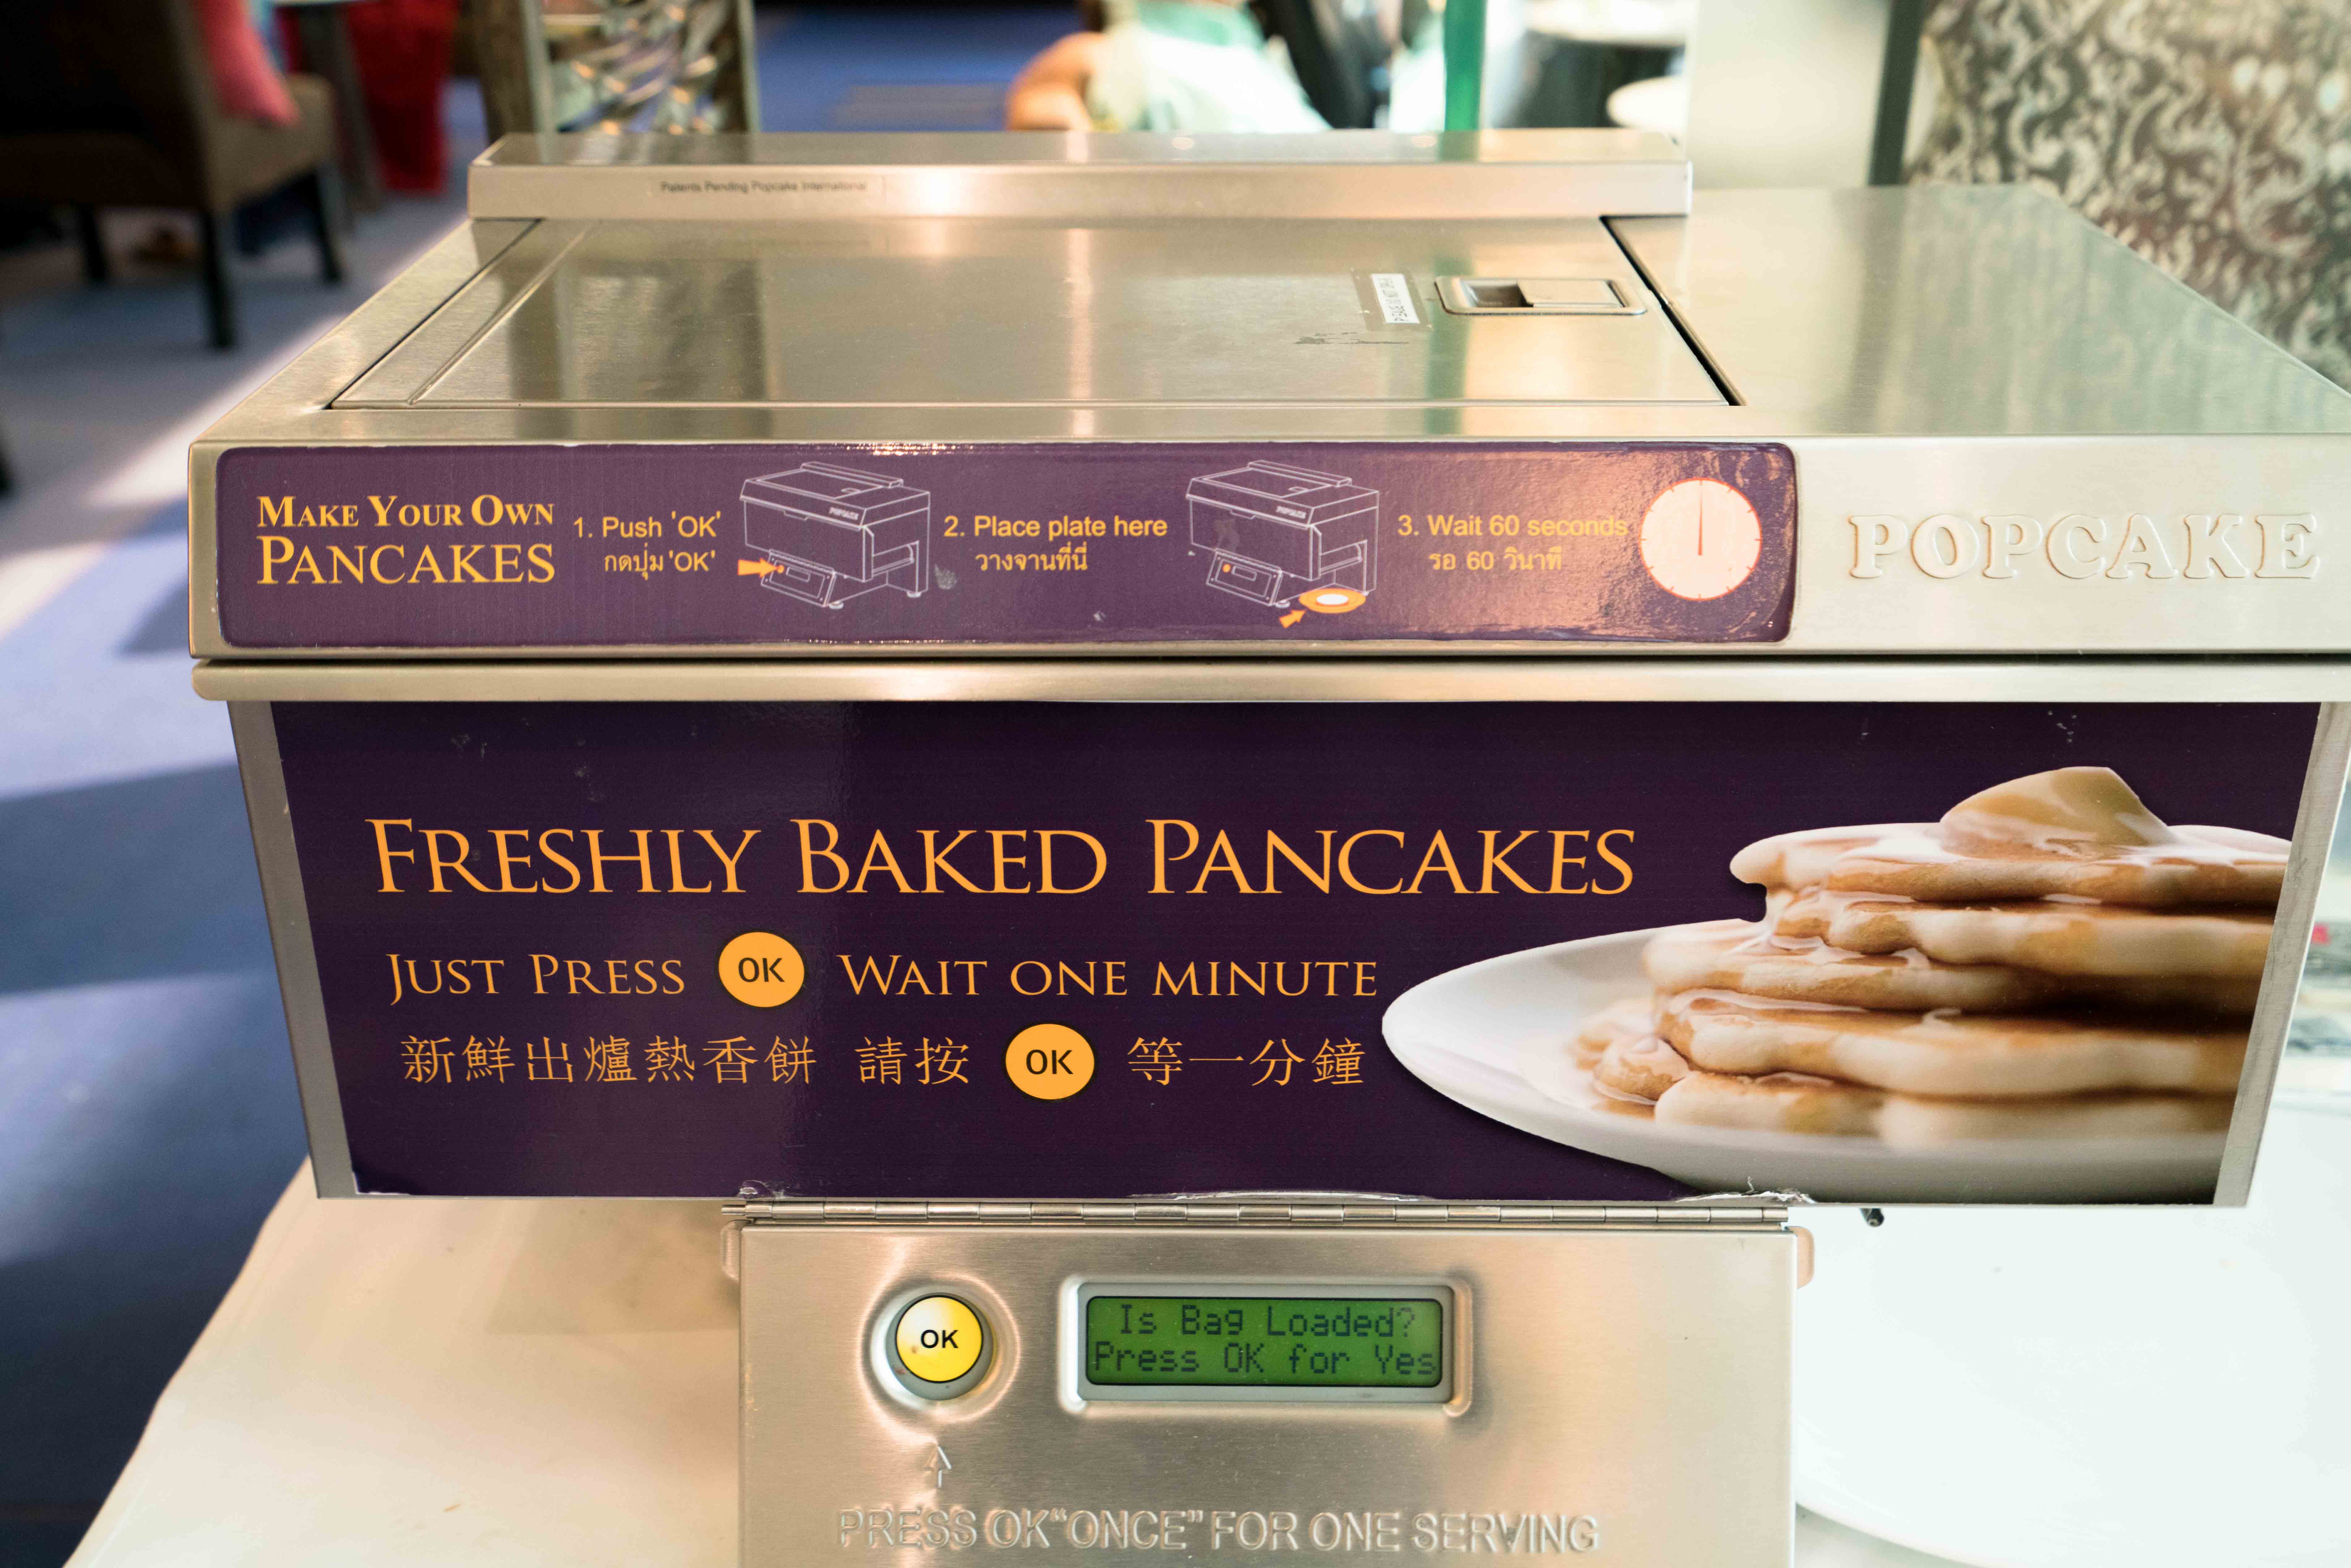 Patents Pending Popcake International
MAKE YOUR OWN
PANCAKES
1. Push 'OK'
กดปุ่ม 'OK'
2. Place plate here
วางจานที่นี่
3. Wait 60 seconds
รอ 60 วินาที
POPCAKE
FRESHLY BAKED PANCAKES
JUST PRESS OK WAIT ONE MINUTE
新鮮出爐熱香餅 請按 OK 等一分鐘
OK
Is Bag Loaded?
Press OK for Yes
PRESS OK "ONCE" FOR ONE SERVING